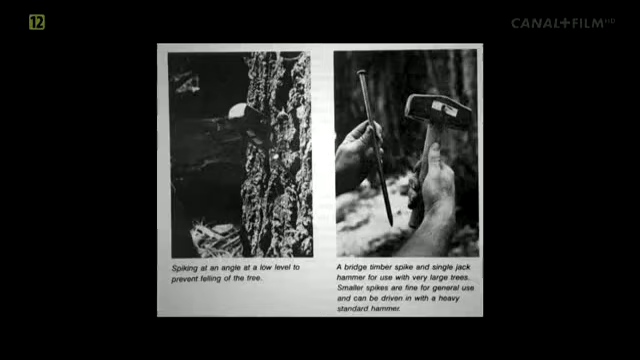 12
CANAL+FILM HD
Spiking at an angle at a low level to
prevent felling of the tree.
A bridge timber spike and single jack
hammer for use with very large trees.
Smaller spikes are fine for general use
and can be driven in with a heavy
standard hammer.